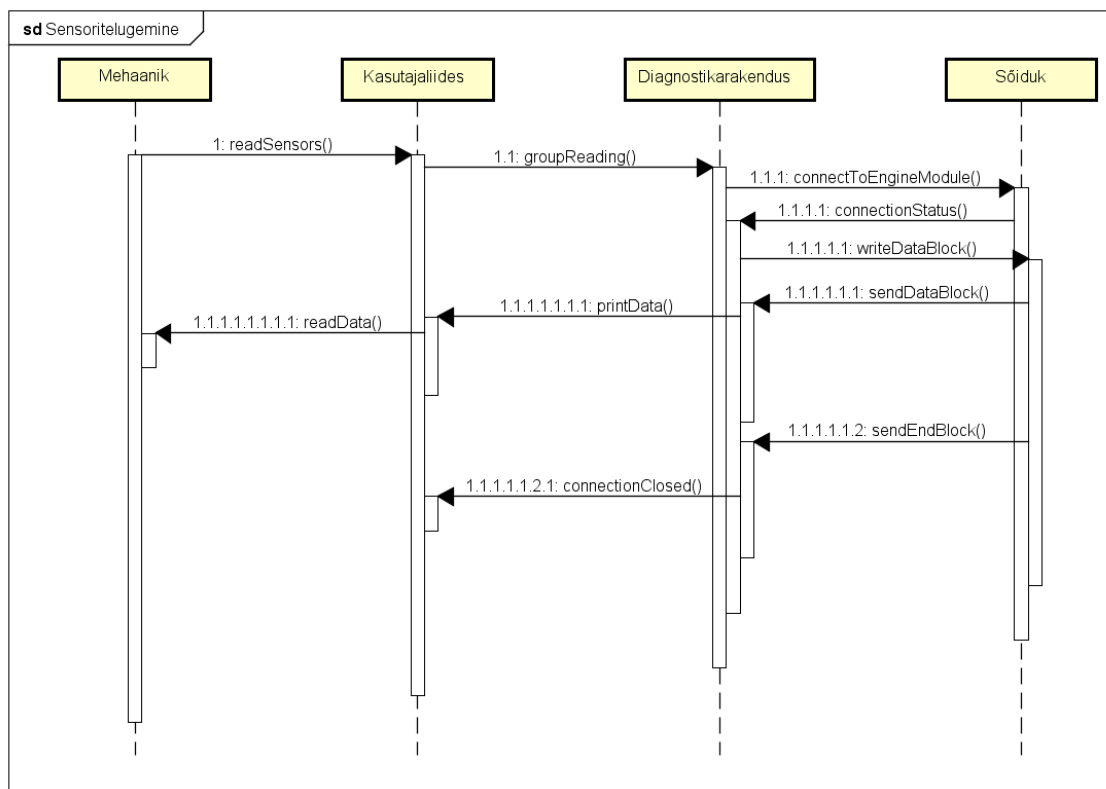 sd Sensoritelugemine
Mehaanik
Kasutajaliides
Diagnostikarakendus
Sõiduk
1: readSensors()
1.1: groupReading()
1.1.1: connectToEngineModule()
1.1.1.1: connectionStatus()
1.1.1.1.1: writeDataBlock()
1.1.1.1.1.1: sendDataBlock()
1.1.1.1.1.1.1: printData()
1.1.1.1.1.1.1.1: readData()
1.1.1.1.1.2: sendEndBlock()
1.1.1.1.1.2.1: connectionClosed()